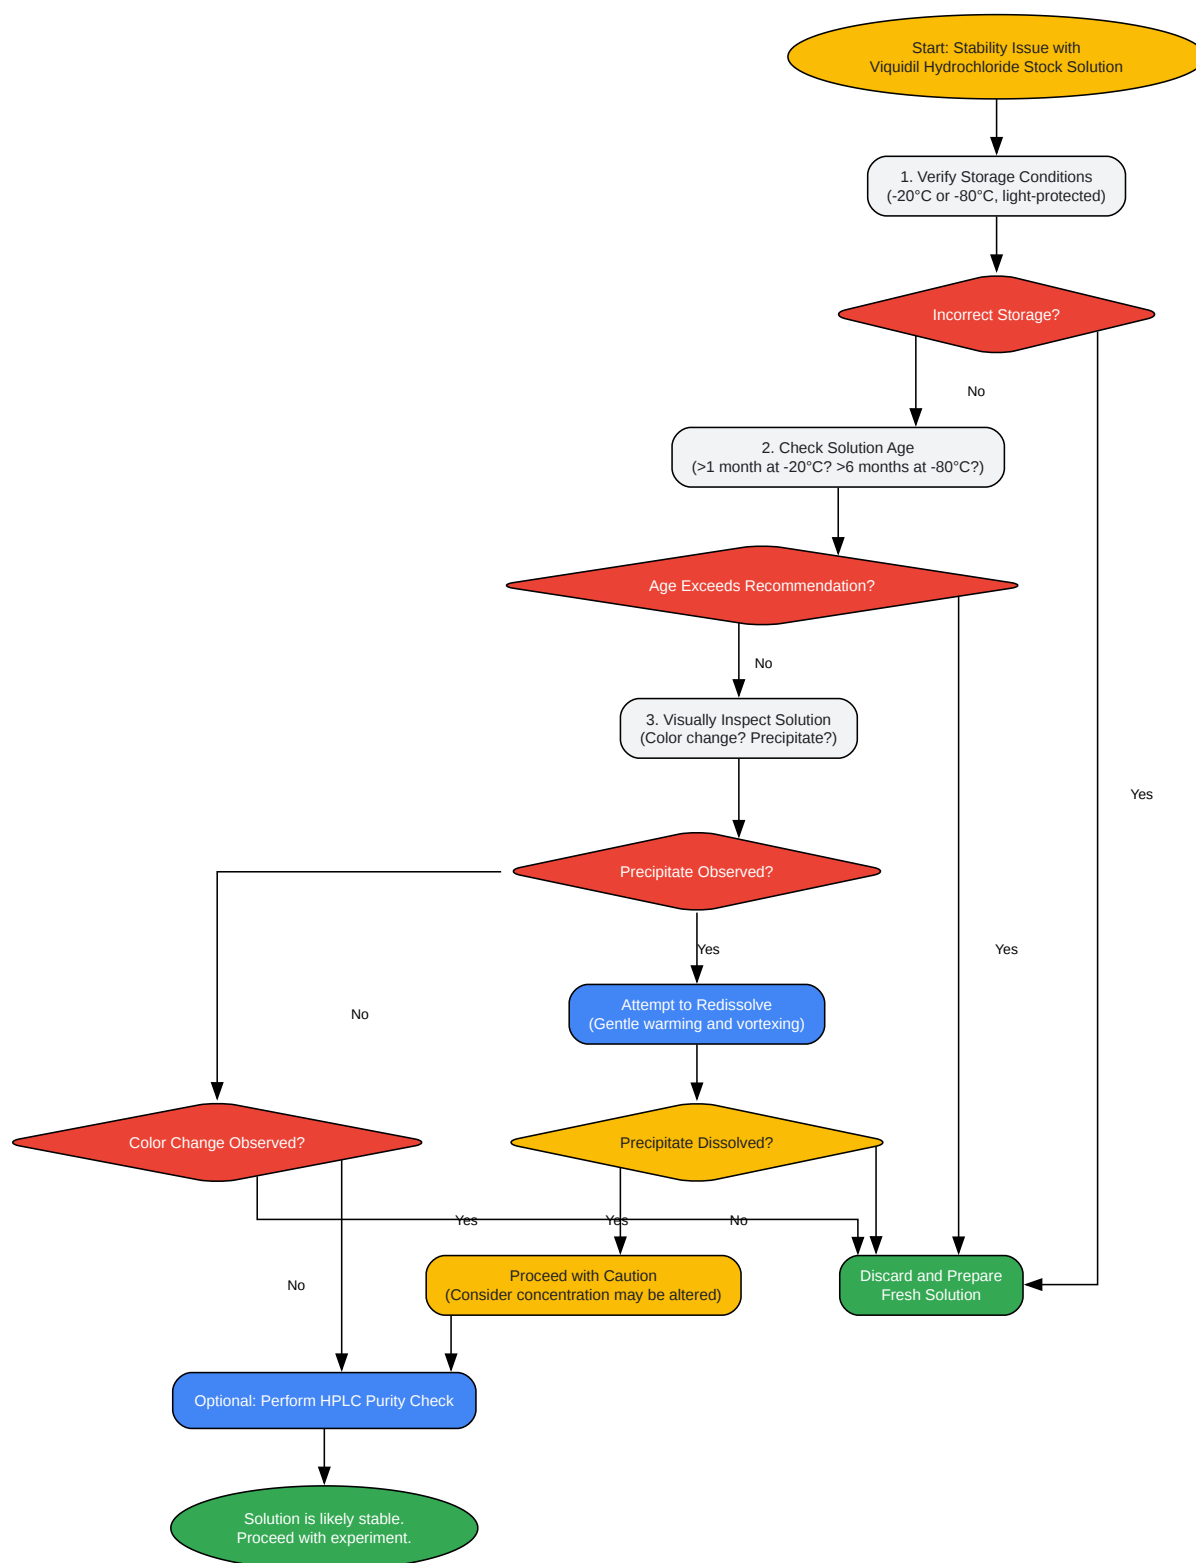 Start: Stability Issue with
Viquidil Hydrochloride Stock Solution
1. Verify Storage Conditions
(-20°C or -80°C, light-protected)
Incorrect Storage?
No
2. Check Solution Age
(>1 month at -20°C? >6 months at -80°C?)
Age Exceeds Recommendation?
No
3. Visually Inspect Solution
(Color change? Precipitate?)
Yes
Precipitate Observed?
Yes
Yes
Attempt to Redissolve
(Gentle warming and vortexing)
No
Color Change Observed?
Precipitate Dissolved?
Yes
Yes
No
Proceed with Caution
(Consider concentration may be altered)
Discard and Prepare
Fresh Solution
No
Optional: Perform HPLC Purity Check
Solution is likely stable.
Proceed with experiment.